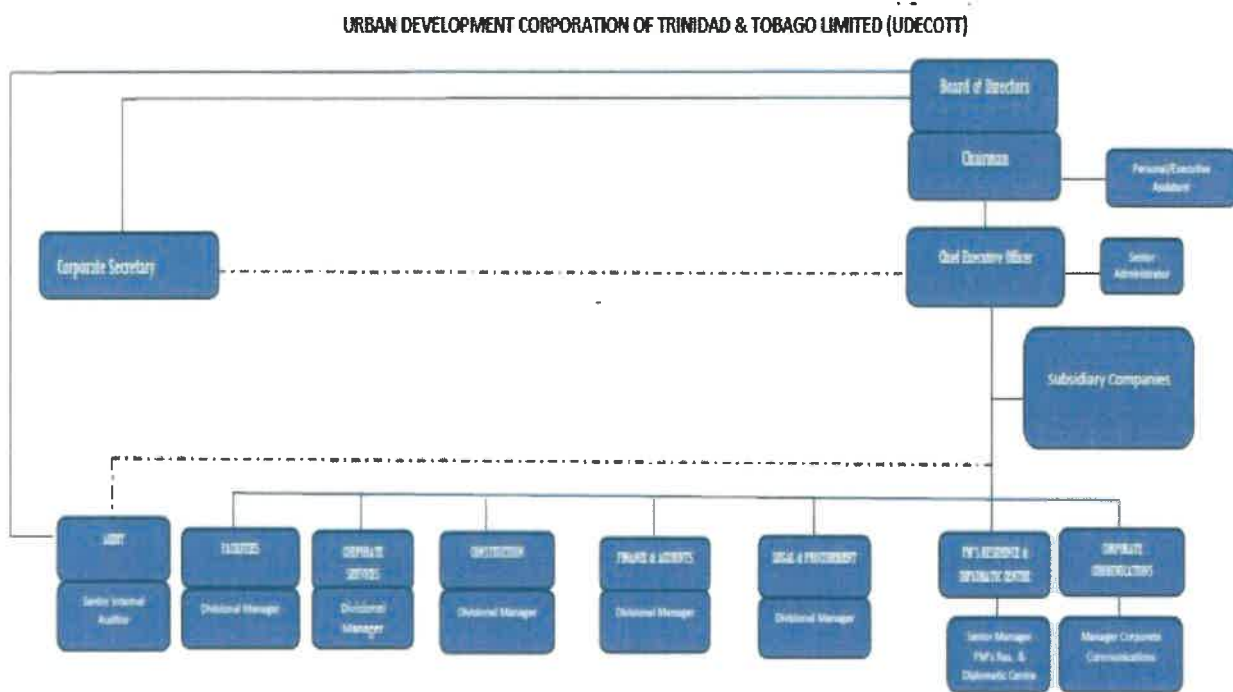 URBAN DEVELOPMENT CORPORATION OF TRINIDAD & TOBAGO LIMITED (UDECOTT)
Board of Directors
Chairman
Personal/Executive
Assistant
Corporate Secretary
Chief Executive Officer
Senior
Administrator
Subsidiary Companies
AUDIT
Senior Internal
Auditor
FACILITIES
Divisional Manager
CORPORATE
SERVICES
Divisional
Manager
CONSTRUCTION
Divisional Manager
FINANCE & ACCOUNTS
Divisional Manager
LEGAL & PROCUREMENT
Divisional Manager
PM'S RESIDENCE &
DIPLOMATIC CENTRE
Senior Manager
PM's Res. &
Diplomatic Centre
CORPORATE
COMMUNICATIONS
Manager Corporate
Communications